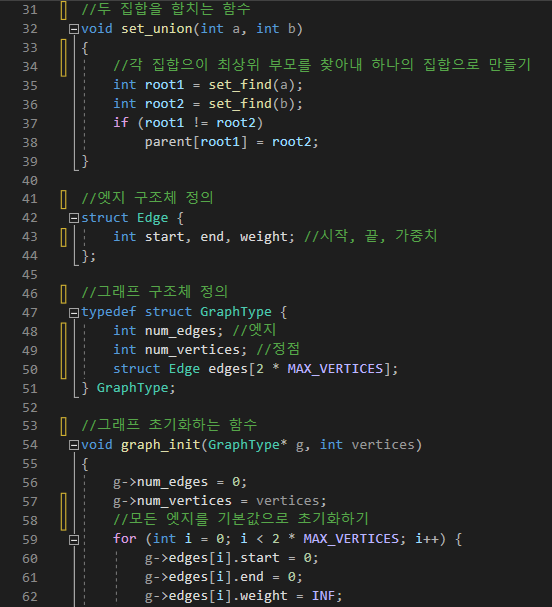 31 //두 집합을 합치는 함수
32 void set_union(int a, int b)
33 {
34 //각 집합으이 최상위 부모를 찾아내 하나의 집합으로 만들기
35 int root1 = set_find(a);
36 int root2 = set_find(b);
37 if (root1 != root2)
38 parent[root1] = root2;
39 }
40
41 //엣지 구조체 정의
42 struct Edge {
43 int start, end, weight; //시작, 끝, 가중치
44 };
45
46 //그래프 구조체 정의
47 typedef struct GraphType {
48 int num_edges; //엣지
49 int num_vertices; //정점
50 struct Edge edges[2 * MAX_VERTICES];
51 } GraphType;
52
53 //그래프 초기화하는 함수
54 void graph_init(GraphType* g, int vertices)
55 {
56 g->num_edges = 0;
57 g->num_vertices = vertices;
58 //모든 엣지를 기본값으로 초기화하기
59 for (int i = 0; i < 2 * MAX_VERTICES; i++) {
60 g->edges[i].start = 0;
61 g->edges[i].end = 0;
62 g->edges[i].weight = INF;